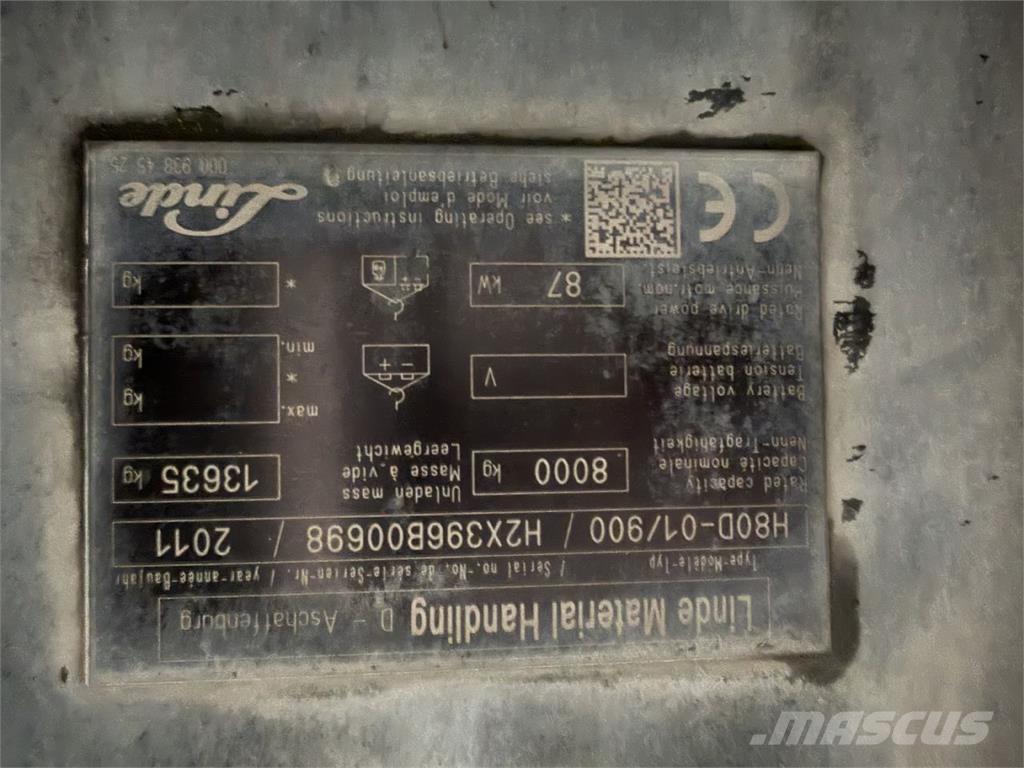 Linde Material Handling D - Aschaffenburg
Type-Modèle-Typ / Serial no.-No. de série-Serien-Nr. / year-année-Baujahr
H80D-01/900 / H2X396B00698 / 2011
Rated capacity
Capacité nominale
Nenn-Tragfähigkeit
8000 kg
Unladen mass
Masse à vide
Leergewicht
13635 kg
Battery voltage
Tension batterie
Batteriespannung
V
- +
max. kg
*
min. kg
Rated drive power
Puissance mot.nom.
Nenn-Antriebsleist.
87 kW
* kg
CE
* see Operating instructions
voir Mode d'emploi
siehe Betriebsanleitung
Linde
000 938 45 25
MASCUS